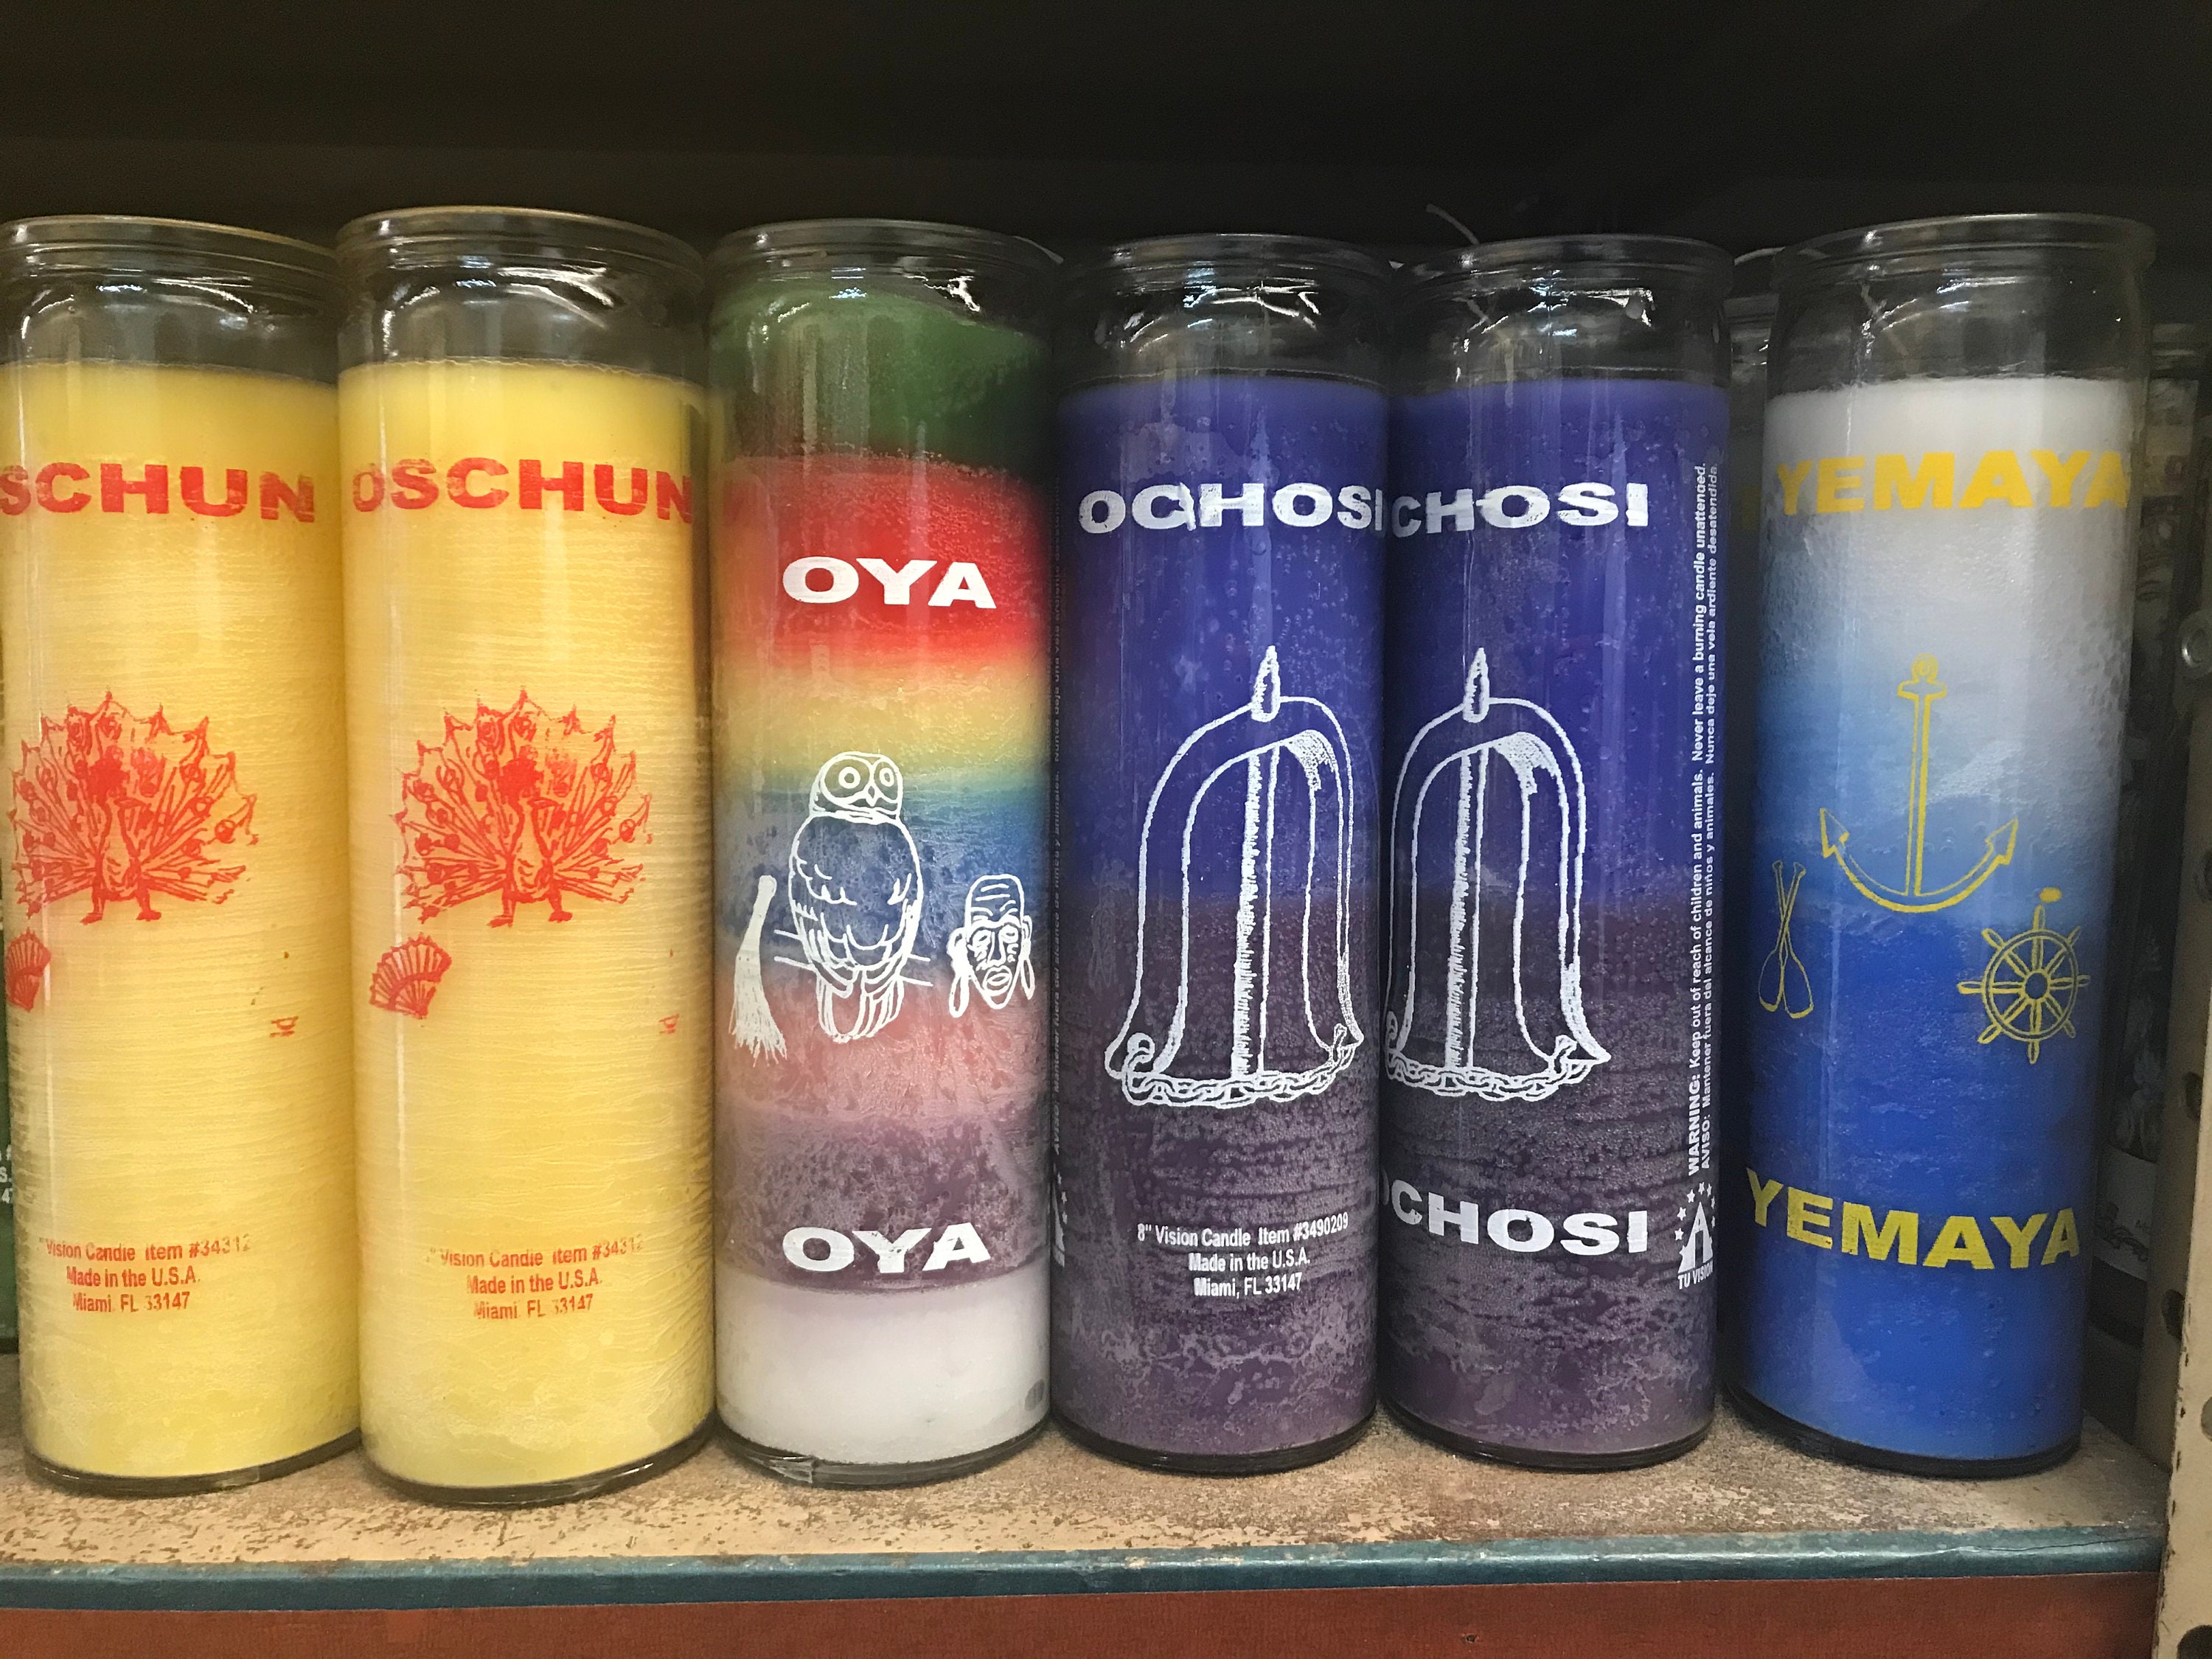 SCHUN
Vision Candle Item #34312
Made in the U.S.A.
Miami, FL 33147
OSCHUN
" Vision Candle Item #34312
Made in the U.S.A.
Miami, FL 33147
OYA
OYA
OCHOSI
8" Vision Candle Item #3490209
Made in the U.S.A.
Miami, FL 33147
CHOSI
OCHOSI
WARNING: Keep out of reach of children and animals. Never leave a burning candle unattended.
AVISO: Mantener fuera del alcance de niños y animales. Nunca deje una vela ardiente desatendida.
TU VISION
YEMAYA
YEMAYA